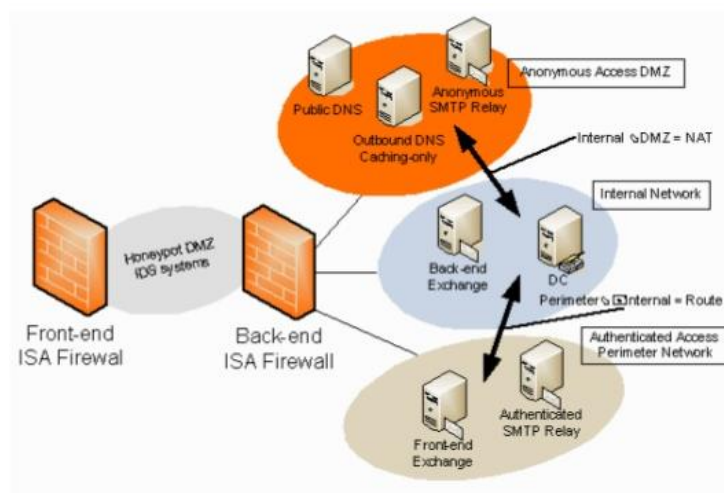 Anonymous Access DMZ
Public DNS
Anonymous
SMTP Relay
Outbound DNS
Caching-only
Internal DMZ = NAT
Internal Network
Honeypot DMZ
IDS systems
Back-end
Exchange
DC
Perimeter Internal = Route
Front-end
ISA Firewal
Back-end
ISA Firewall
Authenticated Access
Perimeter Network
Front-end
Exchange
Authenticated
SMTP Relay